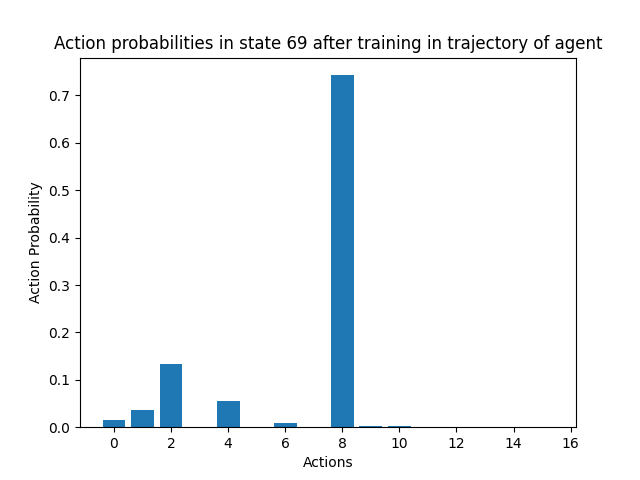 Action probabilities in state 69 after training in trajectory of agent
0.7
0.6
0.5
0.4
0.3
0.2
0.1
0.0
Action Probability
0 2 4 6 8 10 12 14 16
Actions